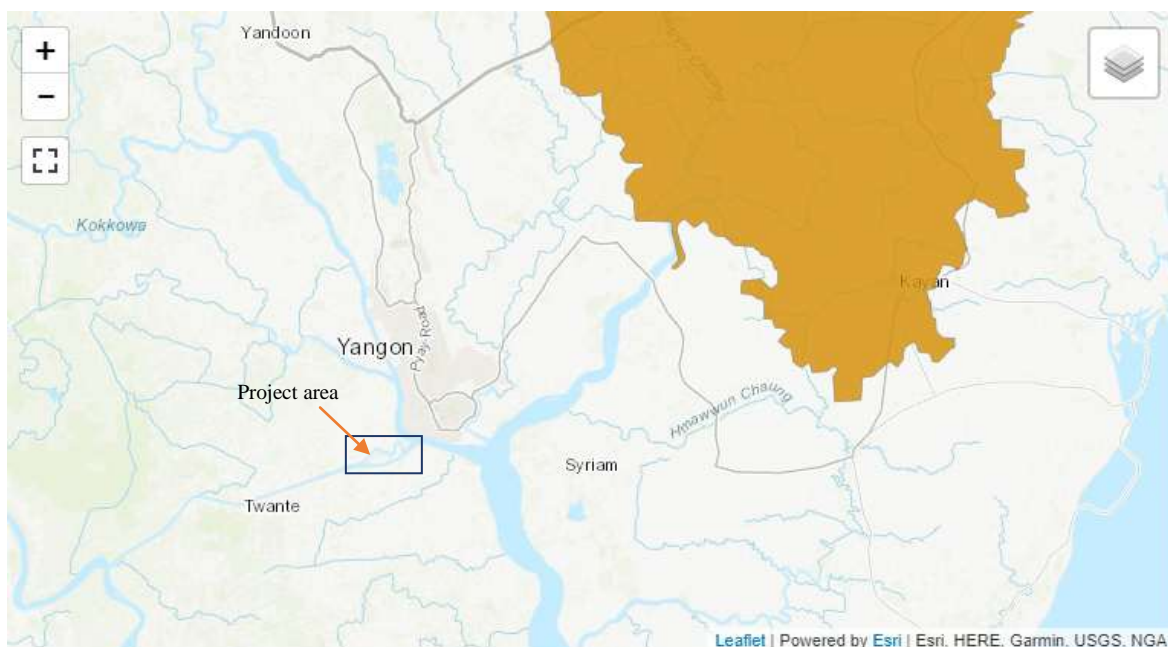 Yandoon
+
−
Kokkowa
Kayan
Pyay Road
Yangon
Project area
Hmawwun Chaung
Syriam
Twante
Leaflet | Powered by Esri | Esri, HERE, Garmin, USGS, NGA